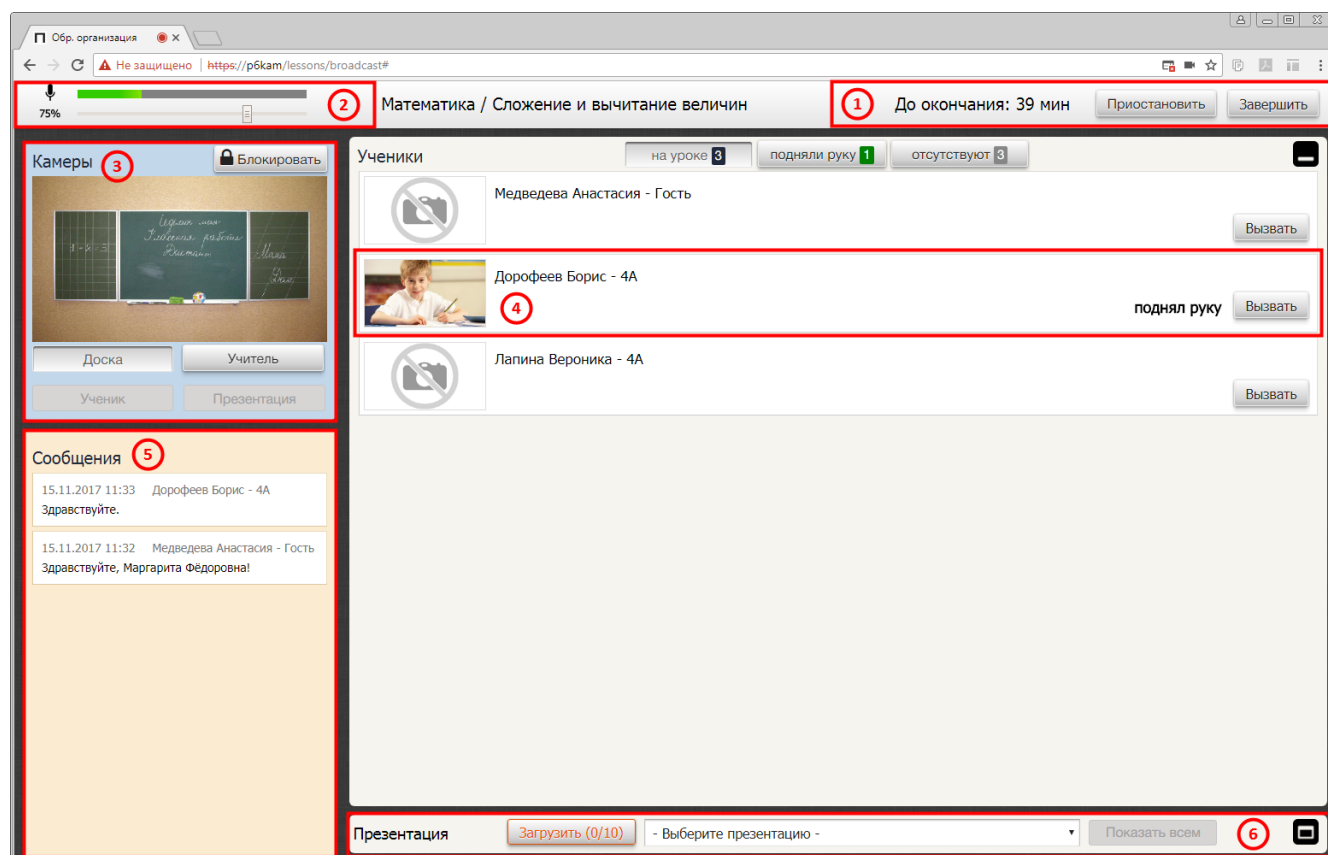 Обр. организация
Не защищено | https://p6kam/lessons/broadcast#
75%
2
Математика / Сложение и вычитание величин
1
До окончания: 39 мин
Приостановить
Завершить
Камеры
3
Блокировать
Доска
Учитель
Ученик
Презентация
Ученики
на уроке 3
подняли руку 1
отсутствуют 3
Медведева Анастасия - Гость
Вызвать
Дорофеев Борис - 4А
4
поднял руку
Вызвать
Лапина Вероника - 4А
Вызвать
Сообщения
5
15.11.2017 11:33 Дорофеев Борис - 4А
Здравствуйте.
15.11.2017 11:32 Медведева Анастасия - Гость
Здравствуйте, Маргарита Фёдоровна!
Презентация
Загрузить (0/10)
- Выберите презентацию -
Показать всем
6